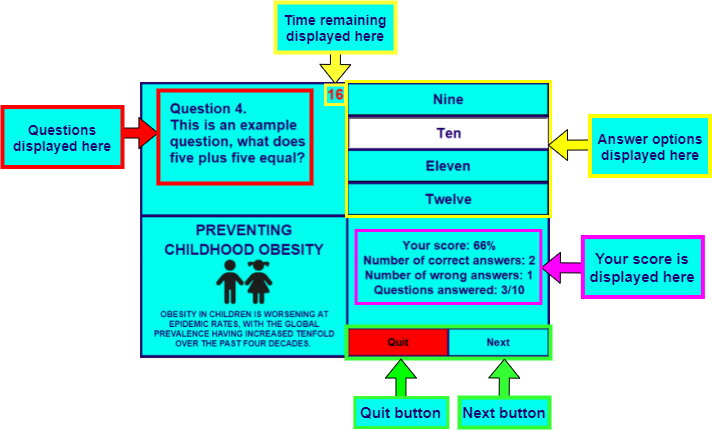 Time remaining
displayed here
16
Question 4.
This is an example
question, what does
five plus five equal?
Questions
displayed here
Nine
Ten
Eleven
Twelve
Answer options
displayed here
PREVENTING
CHILDHOOD OBESITY
OBESITY IN CHILDREN IS WORSENING AT
EPIDEMIC RATES, WITH THE GLOBAL
PREVALENCE HAVING INCREASED TENFOLD
OVER THE PAST FOUR DECADES.
Your score: 66%
Number of correct answers: 2
Number of wrong answers: 1
Questions answered: 3/10
Your score is
displayed here
Quit
Next
Quit button
Next button